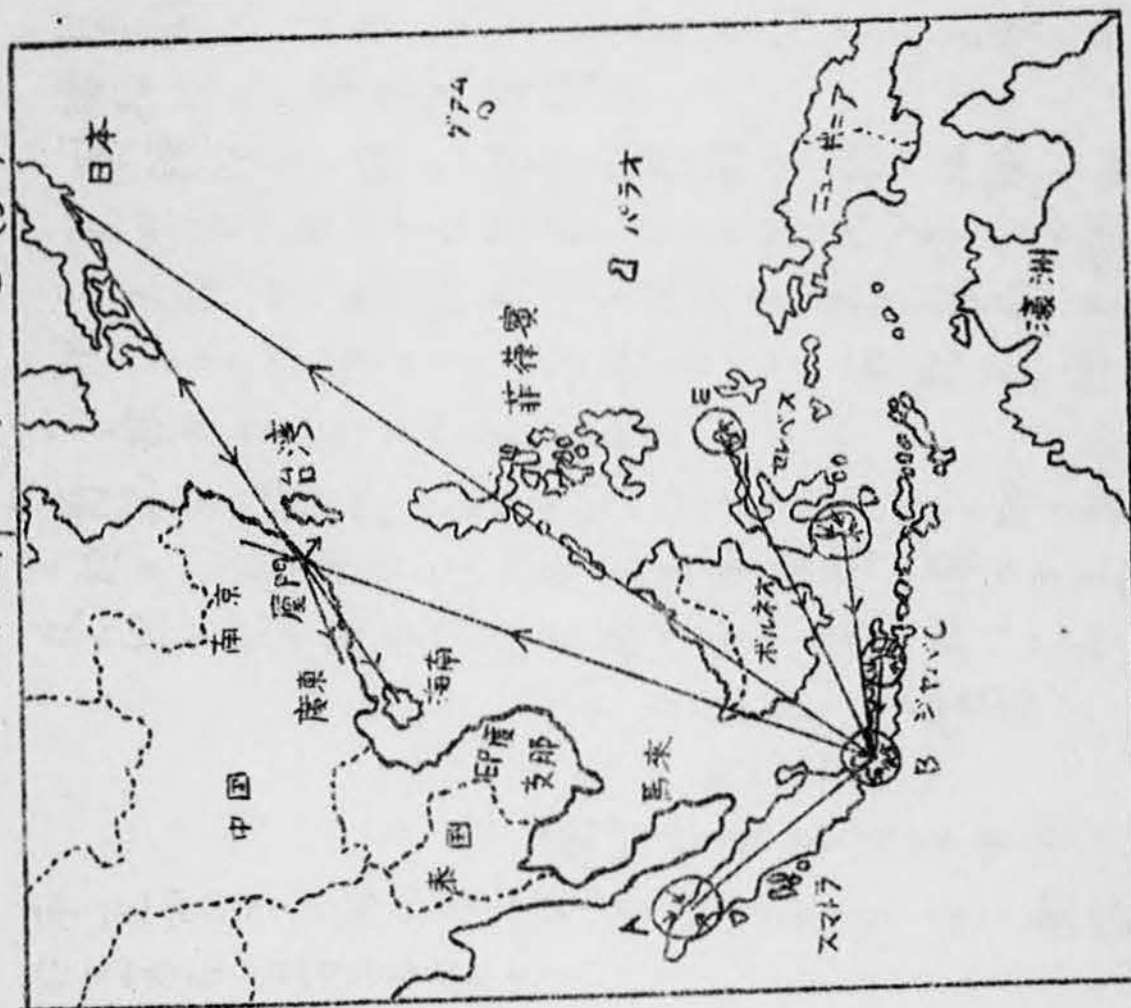 日本
グアム
パラオ
ニューギニア
濠洲
菲律賓
台湾
厦門
南京
廣東
海南
中国
泰国
印度
支那
馬来
ボルネオ
セレベス
ジャバ
スマトラ
A
B
C
D
E